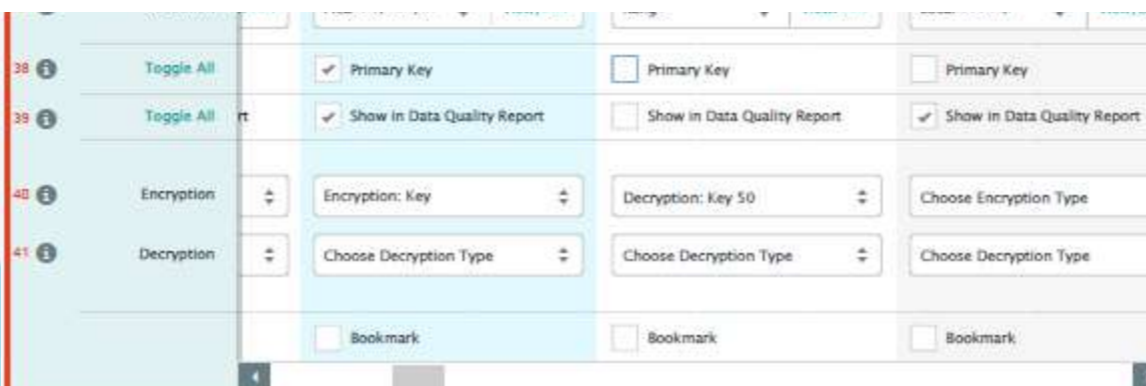 38 Toggle All Primary Key Primary Key Primary Key
39 Toggle All rt Show in Data Quality Report Show in Data Quality Report Show in Data Quality Report
40 Encryption Encryption: Key Decryption: Key 50 Choose Encryption Type
41 Decryption Choose Decryption Type Choose Decryption Type Choose Decryption Type
Bookmark Bookmark Bookmark